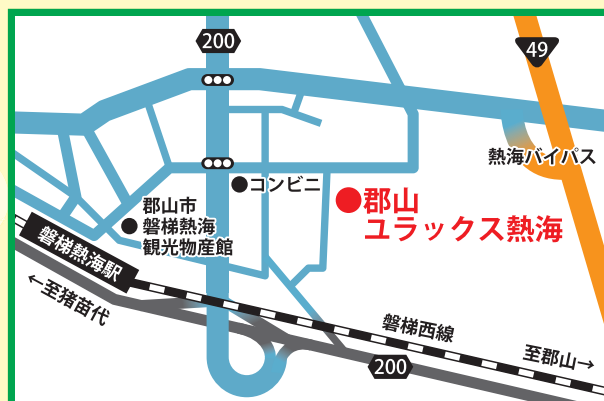 200
49
熱海バイパス
コンビニ
郡山
ユラックス熱海
郡山市
磐梯熱海
観光物産館
磐梯熱海駅
←至猪苗代
磐梯西線
至郡山→
200